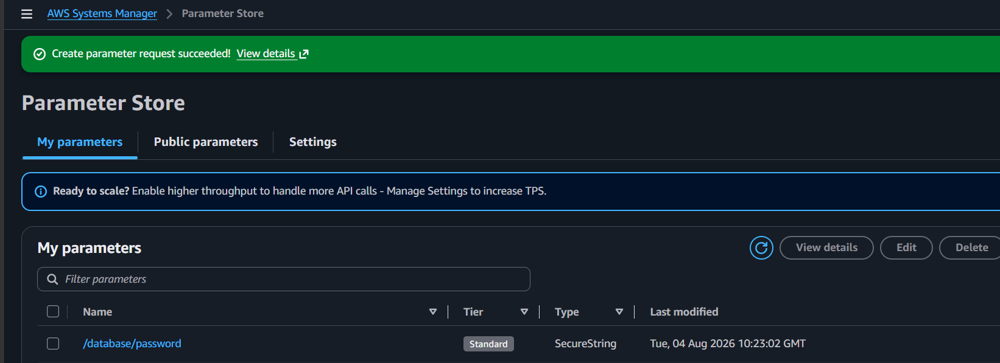 AWS Systems Manager > Parameter Store
Create parameter request succeeded! View details
Parameter Store
My parameters Public parameters Settings
Ready to scale? Enable higher throughput to handle more API calls - Manage Settings to increase TPS.
My parameters View details Edit Delete
Filter parameters
Name Tier Type Last modified
/database/password Standard SecureString Tue, 04 Aug 2026 10:23:02 GMT